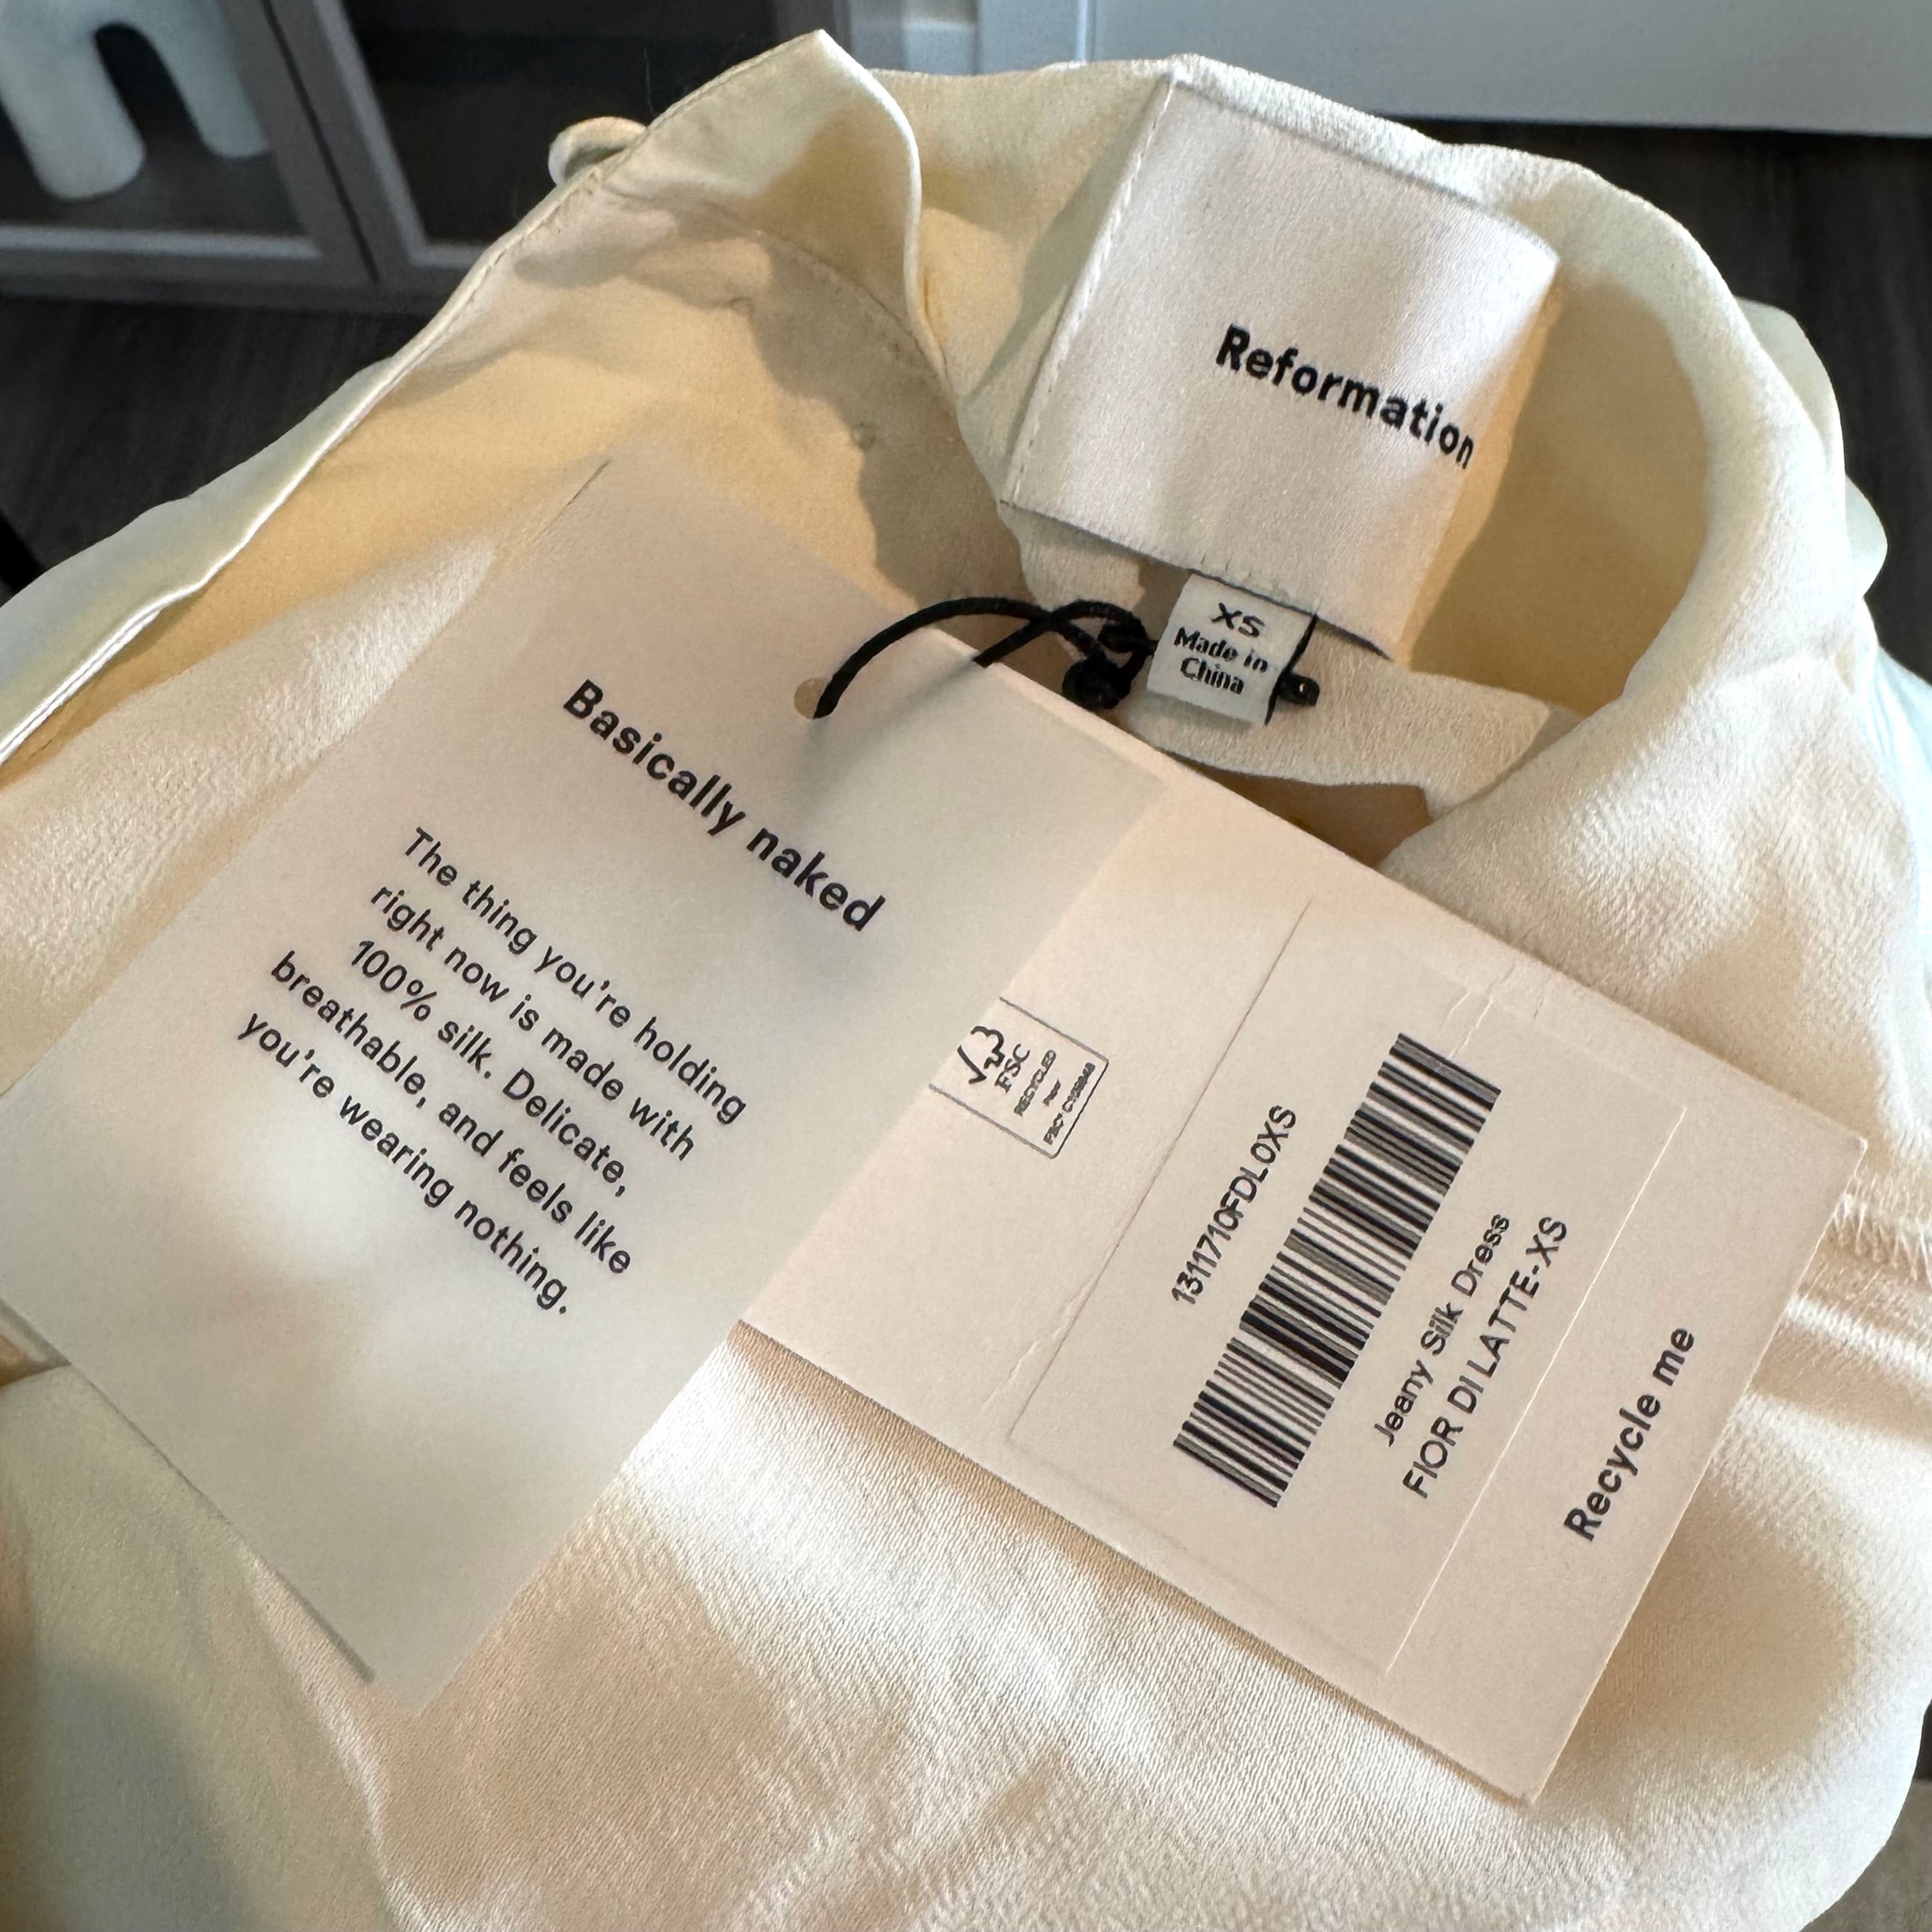 Reformation
XS
Made in
China
Basically naked
The thing you're holding
right now is made with
100% silk. Delicate,
breathable, and feels like
you're wearing nothing.
FSC
RECYCLED
Paper
1311710FDL0XS
Jeany Silk Dress
FIOR DI LATTE-XS
Recycle me